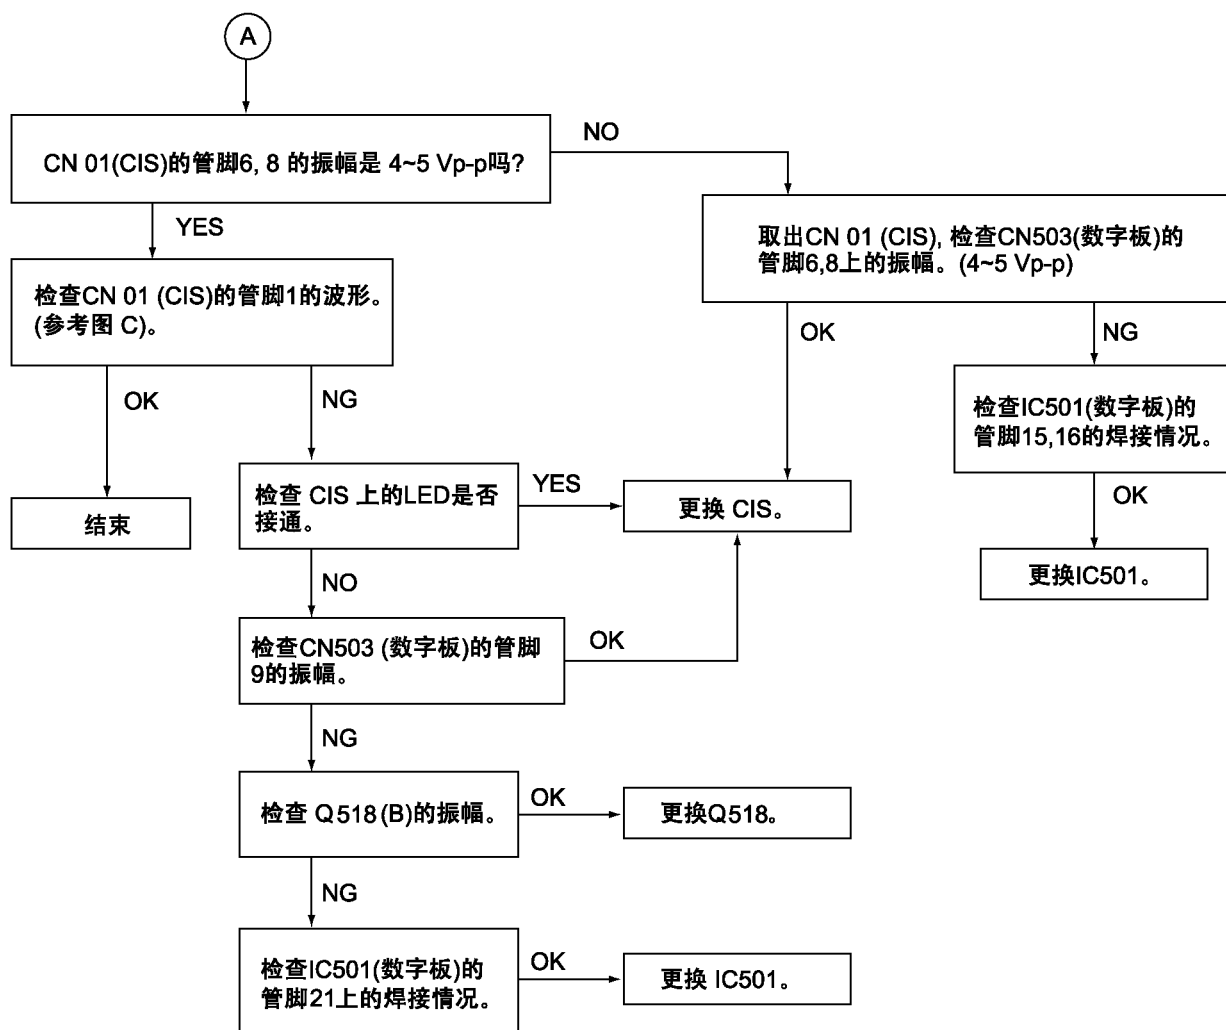 A
CN 01(CIS)的管脚6, 8 的振幅是 4~5 Vp-p吗?
NO
YES
取出CN 01 (CIS), 检查CN503(数字板)的
管脚6,8上的振幅。(4~5 Vp-p)
检查CN 01 (CIS)的管脚1的波形。
(参考图 C)。
OK
NG
OK
NG
检查IC501(数字板)的
管脚15,16的焊接情况。
检查 CIS 上的LED是否
接通。
YES
更换 CIS。
OK
结束
更换IC501。
NO
检查CN503 (数字板)的管脚
9的振幅。
OK
NG
检查 Q518(B)的振幅。
OK
更换Q518。
NG
检查IC501(数字板)的
管脚21上的焊接情况。
OK
更换 IC501。